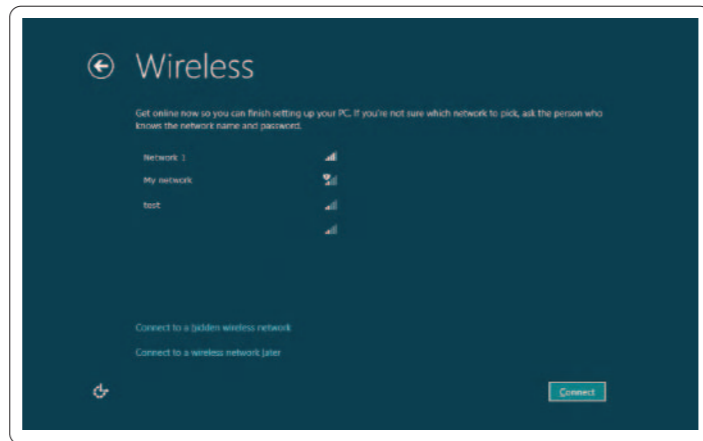 Wireless
Get online now so you can finish setting up your PC. If you're not sure which network to pick, ask the person who
knows the network name and password.
Network 1
My network
test
Connect to a hidden wireless network
Connect to a wireless network later
Connect